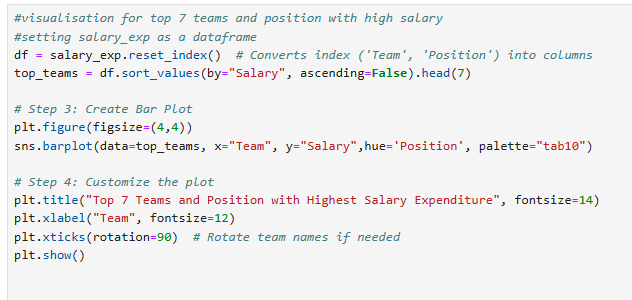 #visualisation for top 7 teams and position with high salary
#setting salary_exp as a dataframe
df = salary_exp.reset_index()  # Converts index ('Team', 'Position') into columns
top_teams = df.sort_values(by="Salary", ascending=False).head(7)

# Step 3: Create Bar Plot
plt.figure(figsize=(4,4))
sns.barplot(data=top_teams, x="Team", y="Salary",hue='Position', palette="tab10")

# Step 4: Customize the plot
plt.title("Top 7 Teams and Position with Highest Salary Expenditure", fontsize=14)
plt.xlabel("Team", fontsize=12)
plt.xticks(rotation=90)  # Rotate team names if needed
plt.show()